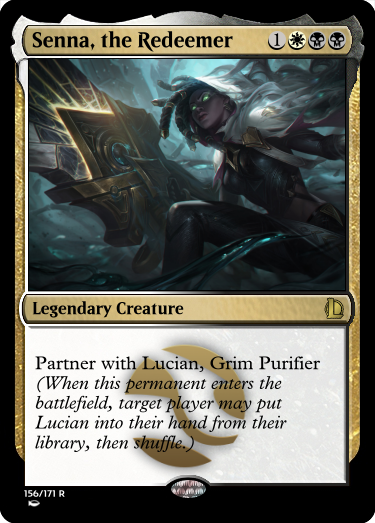 Senna, the Redeemer 1
Legendary Creature
Partner with Lucian, Grim Purifier
(When this permanent enters the
battlefield, target player may put
Lucian into their hand from their
library, then shuffle.)
156/171 R